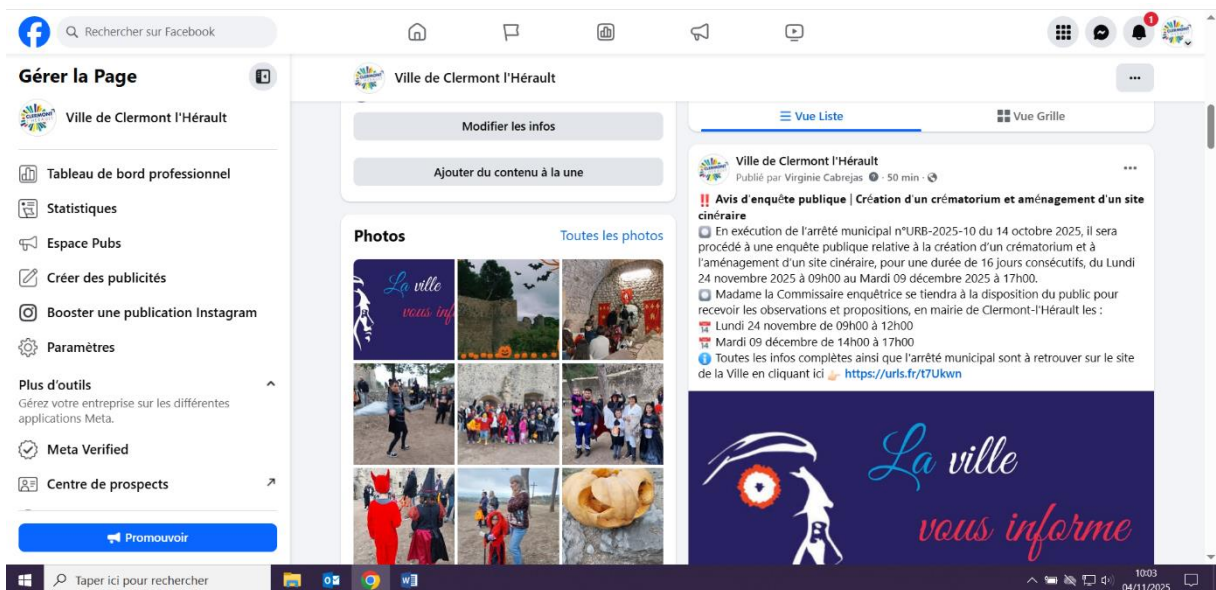 Rechercher sur Facebook
1
Gérer la Page
Ville de Clermont l'Hérault
Tableau de bord professionnel
Statistiques
Espace Pubs
Créer des publicités
Booster une publication Instagram
Paramètres
Plus d'outils
Gérez votre entreprise sur les différentes
applications Meta.
Meta Verified
Centre de prospects
Promouvoir
Ville de Clermont l'Hérault
Modifier les infos
Ajouter du contenu à la une
Photos
Toutes les photos
La ville
vous inf
Vue Liste
Vue Grille
Ville de Clermont l'Hérault
Publié par Virginie Cabrejas · 50 min ·
Avis d'enquête publique | Création d'un crématorium et aménagement d'un site
cinéraire
En exécution de l'arrêté municipal n°URB-2025-10 du 14 octobre 2025, il sera
procédé à une enquête publique relative à la création d'un crématorium et à
l'aménagement d'un site cinéraire, pour une durée de 16 jours consécutifs, du Lundi
24 novembre 2025 à 09h00 au Mardi 09 décembre 2025 à 17h00.
Madame la Commissaire enquêtrice se tiendra à la disposition du public pour
recevoir les observations et propositions, en mairie de Clermont-l'Hérault les :
Lundi 24 novembre de 09h00 à 12h00
Mardi 09 décembre de 14h00 à 17h00
Toutes les infos complètes ainsi que l'arrêté municipal sont à retrouver sur le site
de la Ville en cliquant ici https://urls.fr/t7Ukwn
La ville
vous informe
Taper ici pour rechercher
10:03
04/11/2025